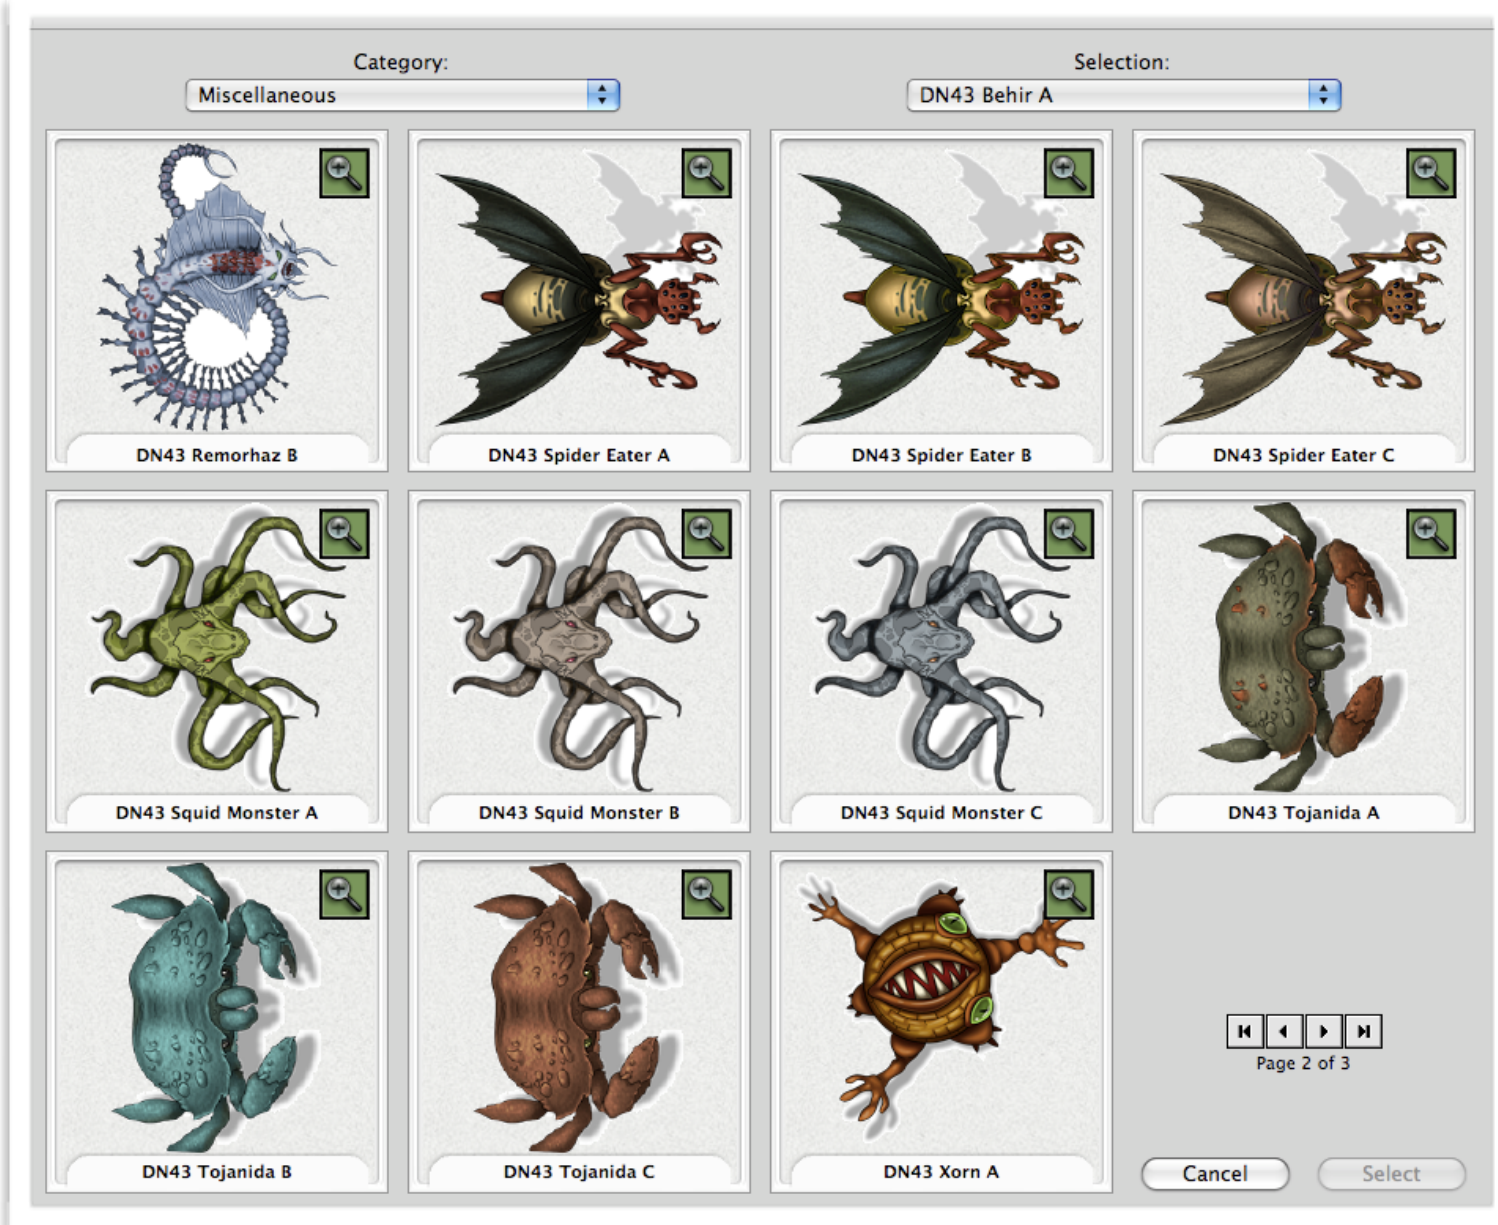 Category:
Selection:
Miscellaneous
DN43 Behir A
DN43 Remorhaz B
DN43 Spider Eater A
DN43 Spider Eater B
DN43 Spider Eater C
DN43 Squid Monster A
DN43 Squid Monster B
DN43 Squid Monster C
DN43 Tojanida A
DN43 Tojanida B
DN43 Tojanida C
DN43 Xorn A
Page 2 of 3
Cancel
Select